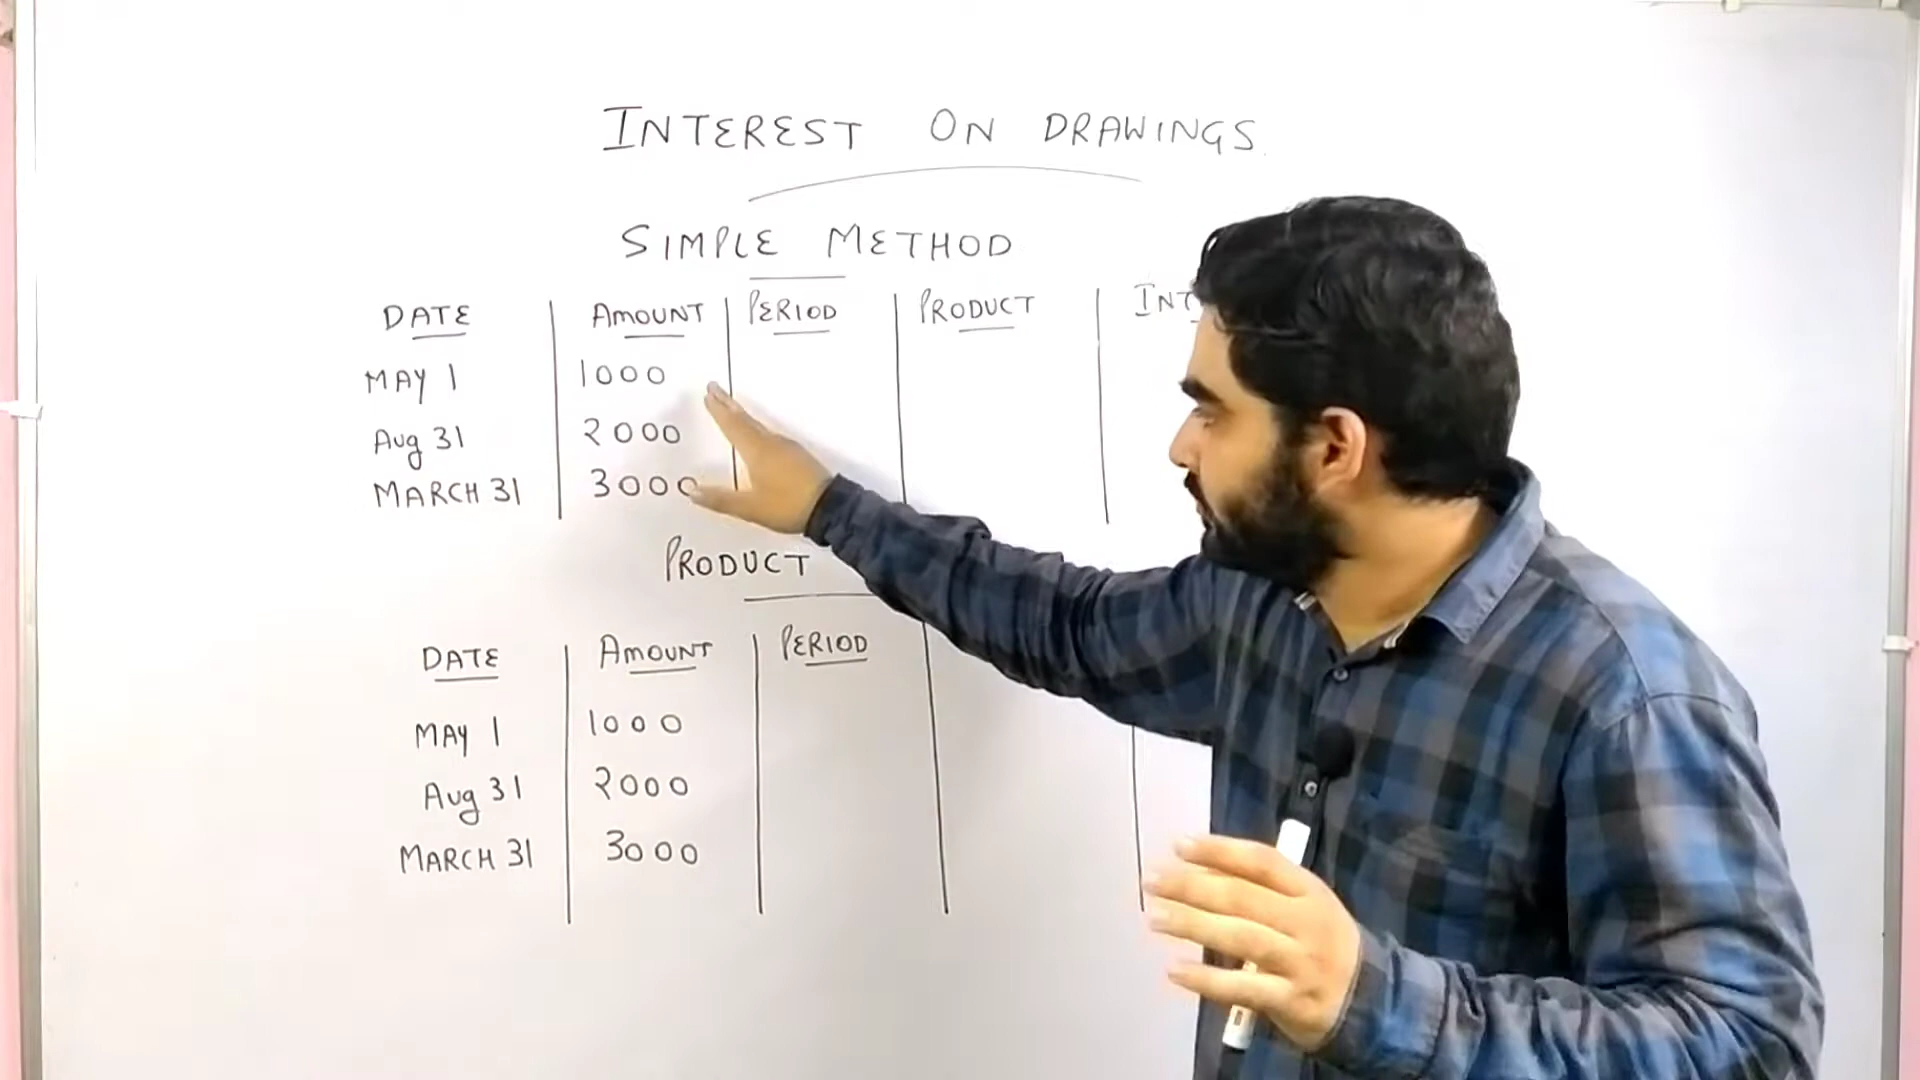 INTEREST ON DRAWINGS
SIMPLE METHOD
DATE AMOUNT PERIOD PRODUCT INT
MAY 1 1000
Aug 31 2000
MARCH 31 3000
PRODUCT
DATE AMOUNT PERIOD
MAY 1 1000
Aug 31 2000
MARCH 31 3000